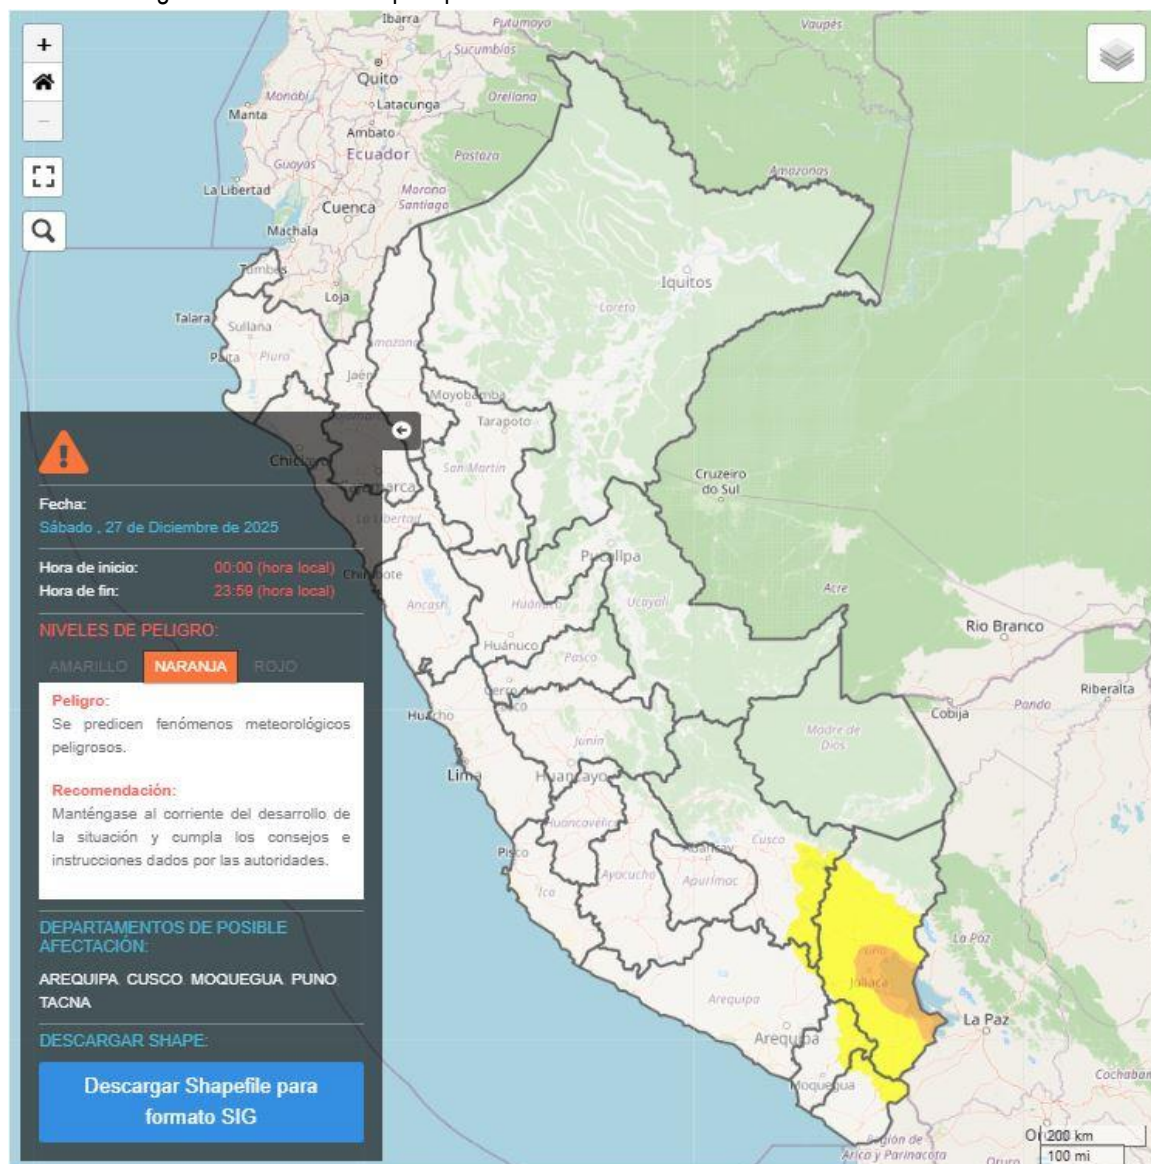 +
−
Ibarra
Putumayo
Vaupés
Sucumbíos
Quito
Orellana
Manabí
Latacunga
Manta
Ambato
Ecuador
Pastaza
Guayas
Amazonas
La Libertad
Morona
Santiago
Cuenca
Machala
Tumbes
Loja
Iquitos
Loreto
Talara
Sullana
Paita
Piura
Amazonas
Jaén
Moyobamba
Tarapoto
San Martín
Cruzeiro
do Sul
La Libertad
Pucallpa
Ancash
Huánuco
Ucayali
Acre
Huánuco
Pasco
Rio Branco
Riberalta
Pando
Cobija
Huacho
Junín
Madre de
Dios
Lima
Huancayo
Huancavelica
Cusco
Pisco
Ayacucho
Apurímac
Ica
La Paz
Juliaca
Arequipa
La Paz
Arequipa
Moquegua
Región de
Arica y Parinacota
Oruro
200 km
100 mi
Fecha:
Sábado , 27 de Diciembre de 2025
Hora de inicio: 00:00 (hora local)
Hora de fin: 23:59 (hora local)
NIVELES DE PELIGRO:
AMARILLO NARANJA ROJO
Peligro:
Se predicen fenómenos meteorológicos
peligrosos.
Recomendación:
Manténgase al corriente del desarrollo de
la situación y cumpla los consejos e
instrucciones dados por las autoridades.
DEPARTAMENTOS DE POSIBLE
AFECTACIÓN:
AREQUIPA CUSCO MOQUEGUA PUNO
TACNA
DESCARGAR SHAPE:
Descargar Shapefile para
formato SIG